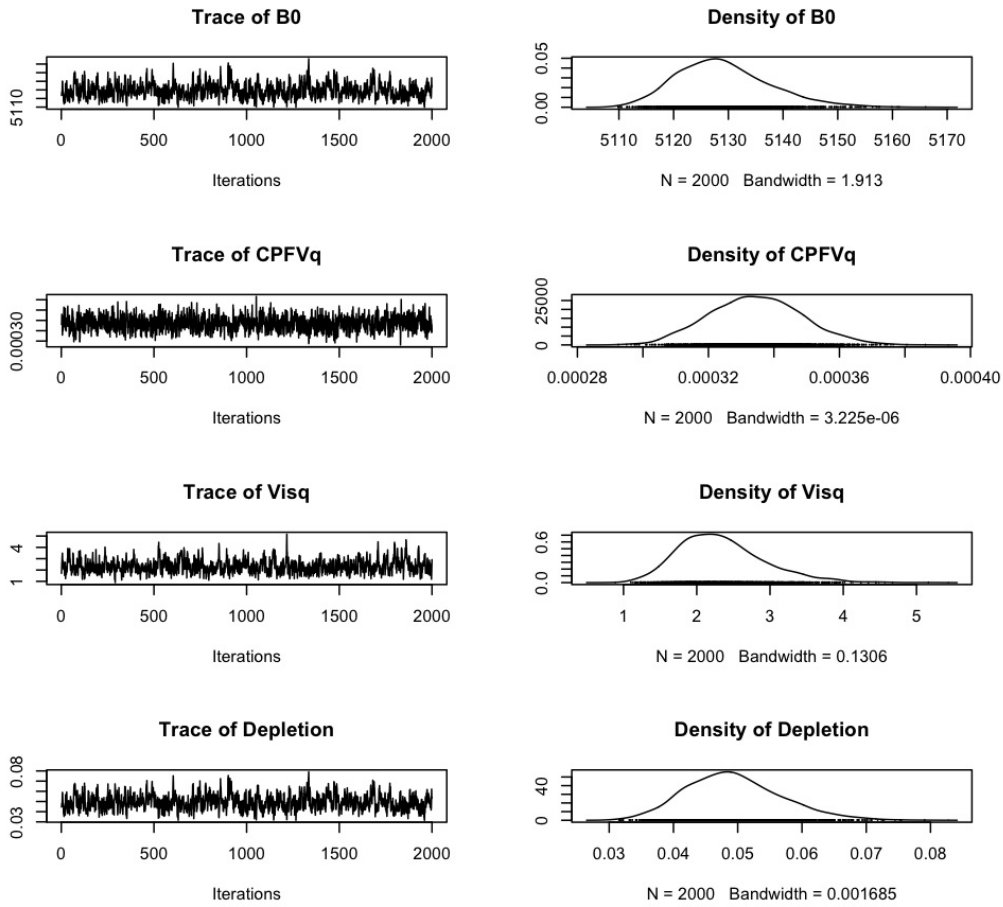 Trace of B0
5110
0 500 1000 1500 2000
Iterations
Density of B0
0.00 0.05
5110 5120 5130 5140 5150 5160 5170
N = 2000 Bandwidth = 1.913
Trace of CPFVq
0.00030
0 500 1000 1500 2000
Iterations
Density of CPFVq
0 25000
0.00028 0.00032 0.00036 0.00040
N = 2000 Bandwidth = 3.225e-06
Trace of Visq
1 4
0 500 1000 1500 2000
Iterations
Density of Visq
0.0 0.6
1 2 3 4 5
N = 2000 Bandwidth = 0.1306
Trace of Depletion
0.03 0.08
0 500 1000 1500 2000
Iterations
Density of Depletion
0 40
0.03 0.04 0.05 0.06 0.07 0.08
N = 2000 Bandwidth = 0.001685